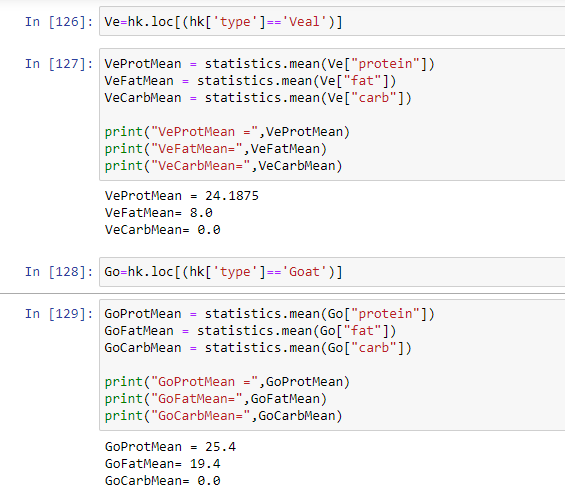 In [126]: Ve=hk.loc[(hk['type']=='Veal')]
In [127]: VeProtMean = statistics.mean(Ve["protein"])
VeFatMean = statistics.mean(Ve["fat"])
VeCarbMean = statistics.mean(Ve["carb"])
print("VeProtMean =",VeProtMean)
print("VeFatMean=",VeFatMean)
print("VeCarbMean=",VeCarbMean)
VeProtMean = 24.1875
VeFatMean= 8.0
VeCarbMean= 0.0
In [128]: Go=hk.loc[(hk['type']=='Goat')]
In [129]: GoProtMean = statistics.mean(Go["protein"])
GoFatMean = statistics.mean(Go["fat"])
GoCarbMean = statistics.mean(Go["carb"])
print("GoProtMean =",GoProtMean)
print("GoFatMean=",GoFatMean)
print("GoCarbMean=",GoCarbMean)
GoProtMean = 25.4
GoFatMean= 19.4
GoCarbMean= 0.0